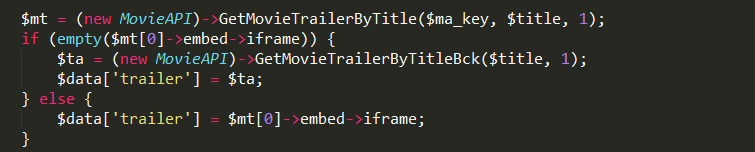 $mt = (new MovieAPI)->GetMovieTrailerByTitle($ma_key, $title, 1);
if (empty($mt[0]->embed->iframe)) {
    $ta = (new MovieAPI)->GetMovieTrailerByTitleBck($title, 1);
    $data['trailer'] = $ta;
} else {
    $data['trailer'] = $mt[0]->embed->iframe;
}